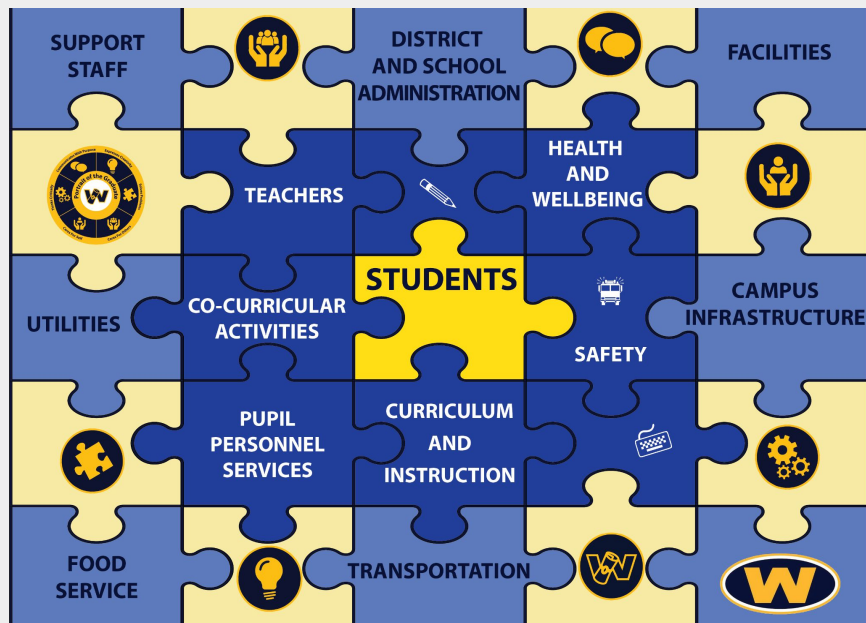 SUPPORT
STAFF
DISTRICT
AND SCHOOL
ADMINISTRATION
FACILITIES
Portrait of the Graduate
W
TEACHERS
HEALTH
AND
WELLBEING
UTILITIES
CO-CURRICULAR
ACTIVITIES
STUDENTS
SAFETY
CAMPUS
INFRASTRUCTURE
PUPIL
PERSONNEL
SERVICES
CURRICULUM
AND
INSTRUCTION
FOOD
SERVICE
TRANSPORTATION
W
W